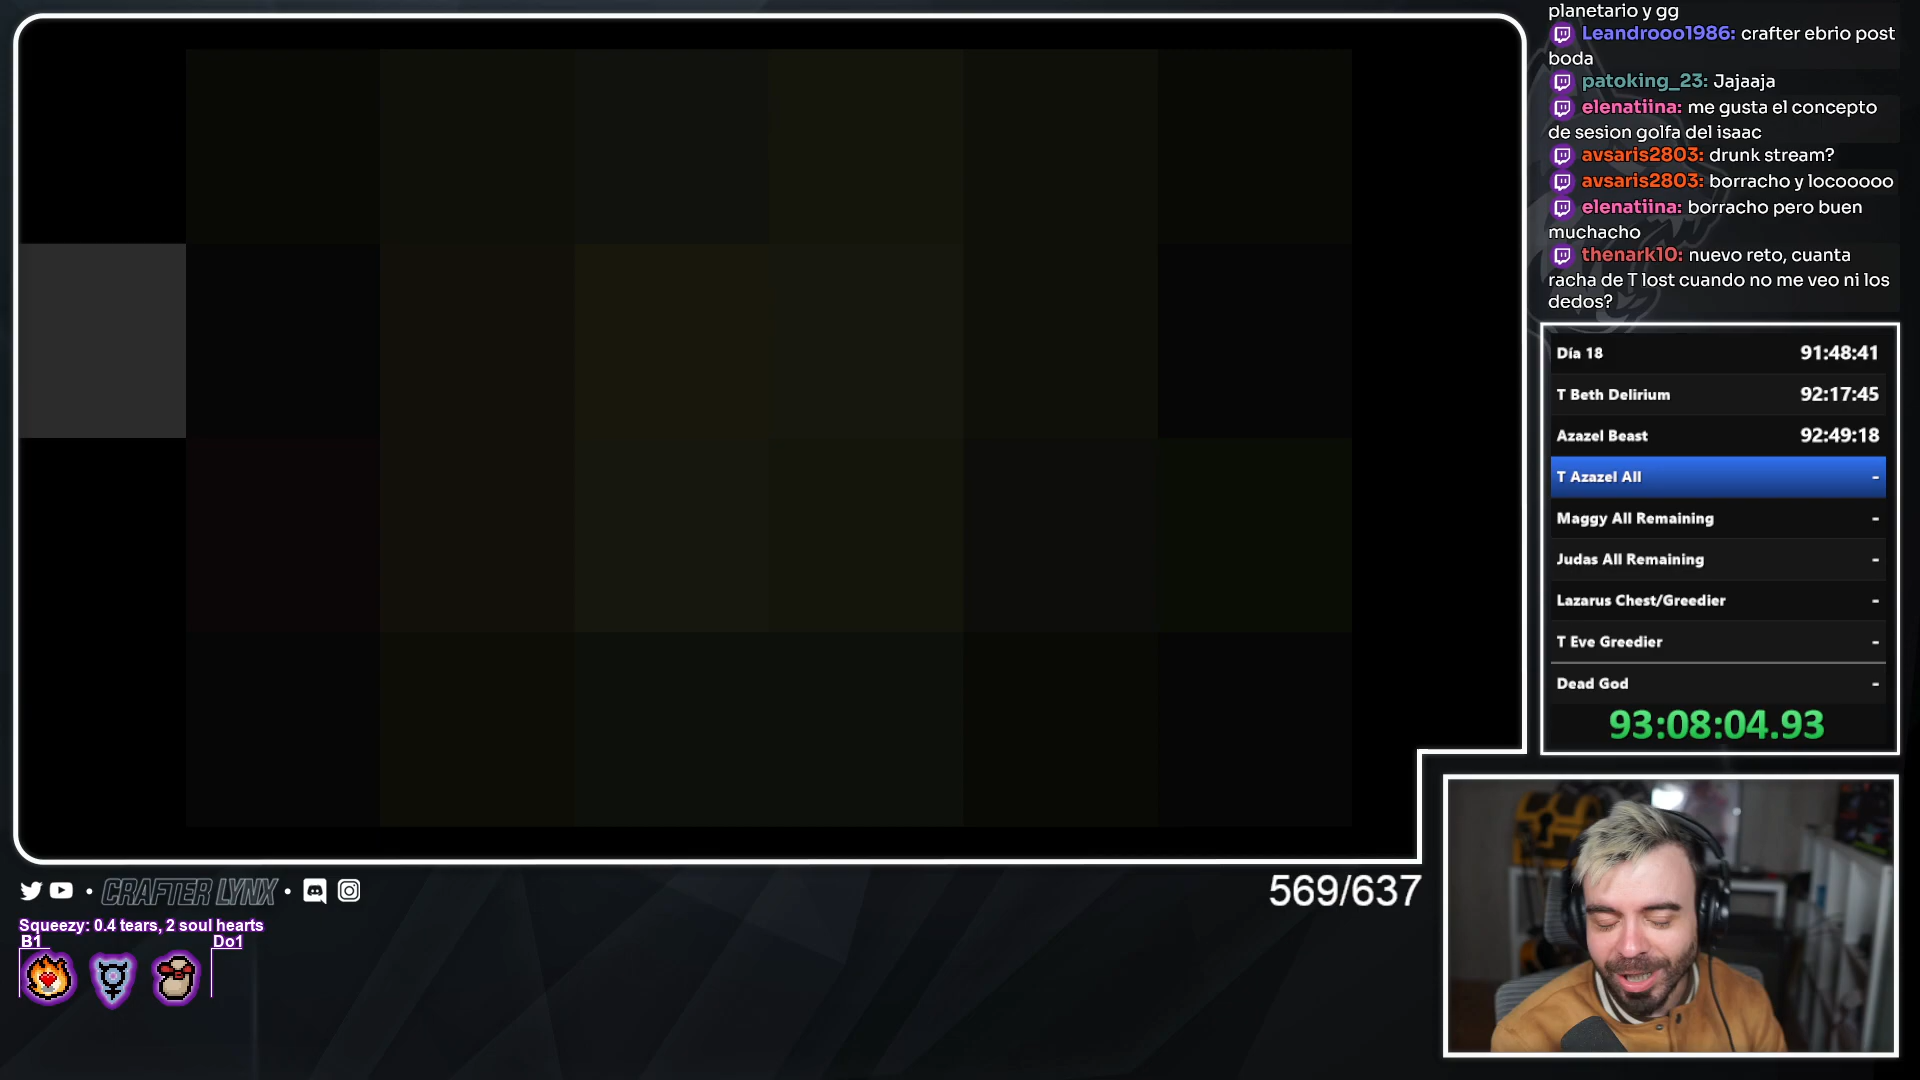 planetario y gg
Leandrooo1986: crafter ebrio post
boda
patoking_23: Jajaaja
elenatiina: me gusta el concepto
de sesion golfa del isaac
avsaris2803: drunk stream?
avsaris2803: borracho y locooooo
elenatiina: borracho pero buen
muchacho
thenark10: nuevo reto, cuanta
racha de T lost cuando no me veo ni los
dedos?
Día 18 91:48:41
T Beth Delirium 92:17:45
Azazel Beast 92:49:18
T Azazel All -
Maggy All Remaining -
Judas All Remaining -
Lazarus Chest/Greedier -
T Eve Greedier -
Dead God -
93:08:04.93
CRAFTER LYNX
569/637
Squeezy: 0.4 tears, 2 soul hearts
B1 Do1